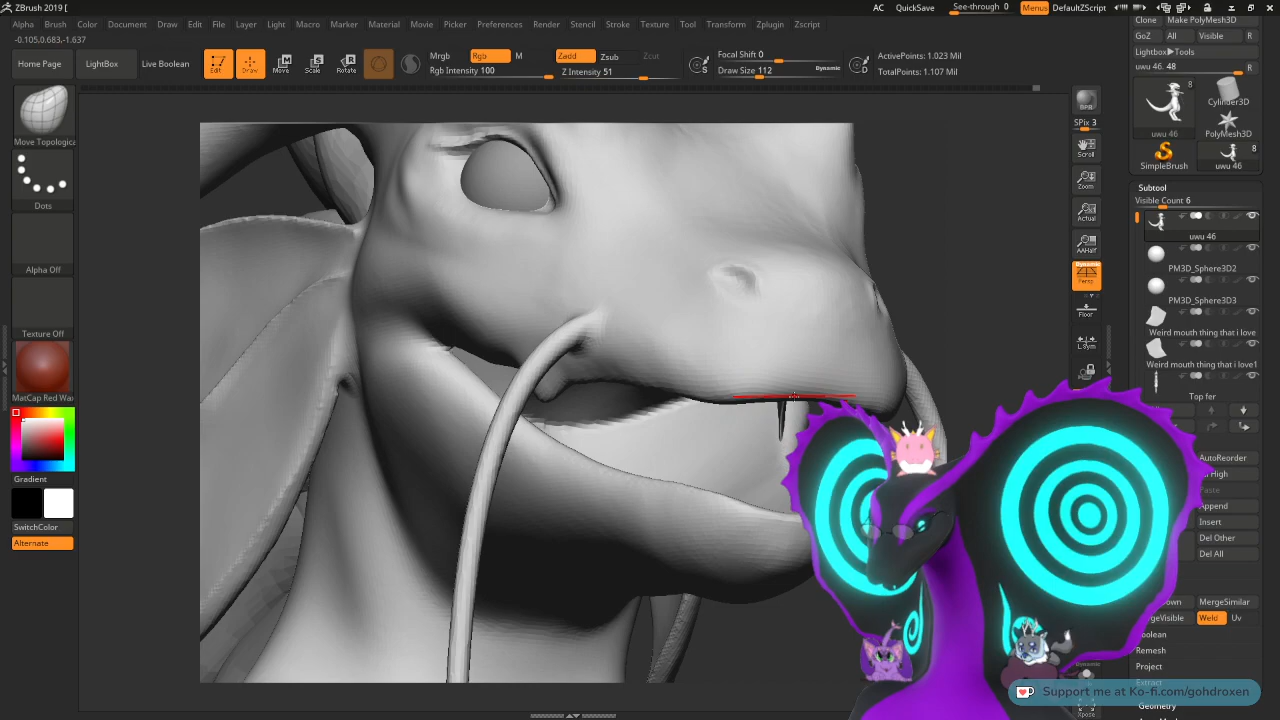 ZBrush 2019 [
AC
QuickSave
See-through 0
Menus
DefaultZScript
Alpha Brush Color Document Draw Edit File Layer Light Macro Marker Material Movie Picker Preferences Render Stencil Stroke Texture Tool Transform Zplugin Zscript
-0.105,0.683,-1.637
Home Page
LightBox
Live Boolean
Edit
Draw
Move
Scale
Rotate
Mrgb
Rgb
M
Rgb Intensity 100
Zadd
Zsub
Zcut
Z Intensity 51
Focal Shift 0
Draw Size 112
Dynamic
ActivePoints: 1.023 Mil
TotalPoints: 1.107 Mil
Move Topologica
Dots
Alpha Off
Texture Off
MatCap Red Wa
Gradient
SwitchColor
Alternate
BPR
SPix 3
Scroll
Zoom
Actual
AAHalf
Dynamic
Persp
Floor
L.Sym
Dynamic
Xpose
Clone
Make PolyMesh3D
GoZ
All
Visible
R
Lightbox▶Tools
uwu 46. 48
R
8
uwu 46
Cylinder3D
PolyMesh3D
SimpleBrush
8
uwu 46
Subtool
Visible Count 6
uwu 46
PM3D_Sphere3D2
PM3D_Sphere3D3
Weird mouth thing that i love
Weird mouth thing that i love1
Top fer
AutoReorder
Append
Insert
Del Other
Del All
MergeSimilar
Weld
Uv
Boolean
Remesh
Project
Extract
Geometry
Support me at Ko-fi.com/gohdroxen